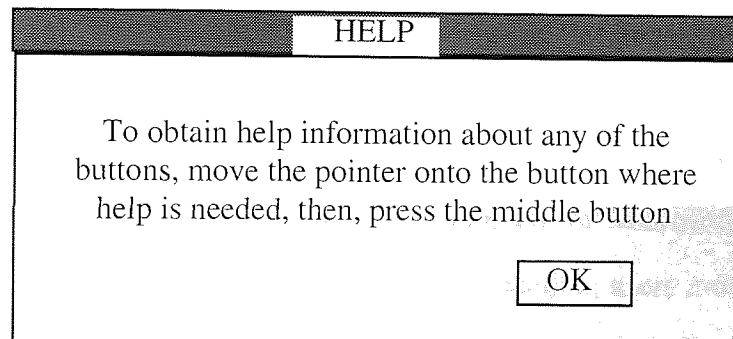 HELP
To obtain help information about any of the
buttons, move the pointer onto the button where
help is needed, then, press the middle button
OK